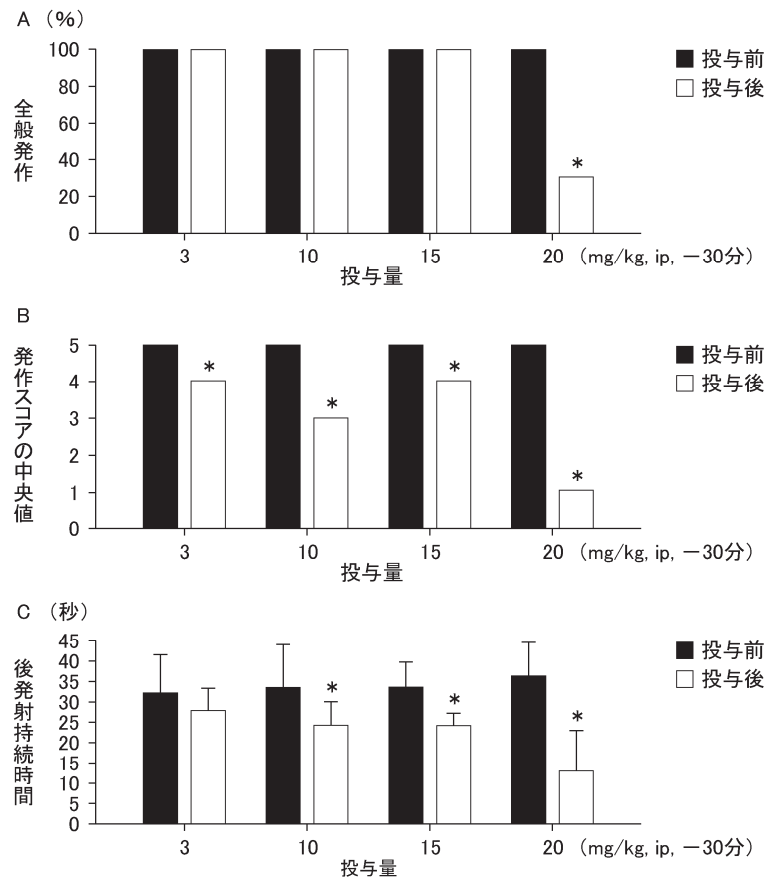 A (%)
100
80
60
40
20
0
全般発作
*
3 10 15 20 (mg/kg, ip, －30分)
投与量
投与前
投与後
B
5
4
3
2
1
0
発作スコアの中央値
* * * *
3 10 15 20 (mg/kg, ip, －30分)
投与量
投与前
投与後
C (秒)
45
40
35
30
25
20
15
10
5
0
後発射持続時間
* * *
3 10 15 20 (mg/kg, ip, －30分)
投与量
投与前
投与後